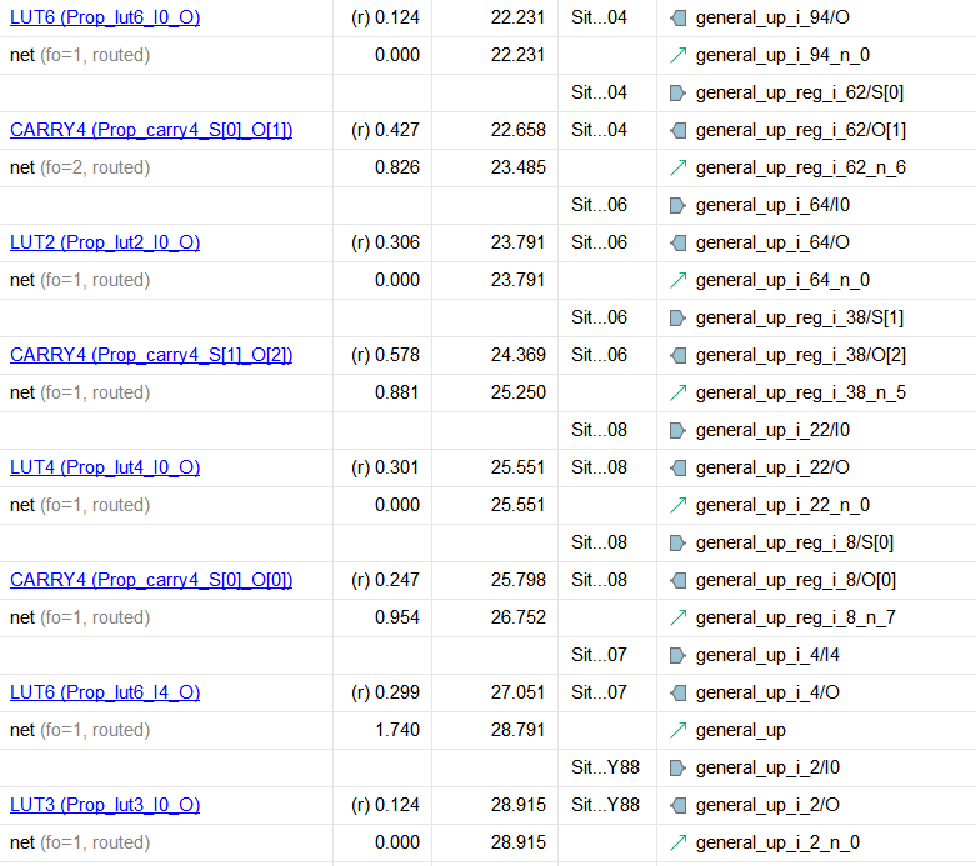 LUT6 (Prop_lut6_I0_O) (r) 0.124 22.231 Sit...04 general_up_i_94/O
net (fo=1, routed) 0.000 22.231 general_up_i_94_n_0
Sit...04 general_up_reg_i_62/S[0]
CARRY4 (Prop_carry4_S[0]_O[1]) (r) 0.427 22.658 Sit...04 general_up_reg_i_62/O[1]
net (fo=2, routed) 0.826 23.485 general_up_reg_i_62_n_6
Sit...06 general_up_i_64/I0
LUT2 (Prop_lut2_I0_O) (r) 0.306 23.791 Sit...06 general_up_i_64/O
net (fo=1, routed) 0.000 23.791 general_up_i_64_n_0
Sit...06 general_up_reg_i_38/S[1]
CARRY4 (Prop_carry4_S[1]_O[2]) (r) 0.578 24.369 Sit...06 general_up_reg_i_38/O[2]
net (fo=1, routed) 0.881 25.250 general_up_reg_i_38_n_5
Sit...08 general_up_i_22/I0
LUT4 (Prop_lut4_I0_O) (r) 0.301 25.551 Sit...08 general_up_i_22/O
net (fo=1, routed) 0.000 25.551 general_up_i_22_n_0
Sit...08 general_up_reg_i_8/S[0]
CARRY4 (Prop_carry4_S[0]_O[0]) (r) 0.247 25.798 Sit...08 general_up_reg_i_8/O[0]
net (fo=1, routed) 0.954 26.752 general_up_reg_i_8_n_7
Sit...07 general_up_i_4/I4
LUT6 (Prop_lut6_I4_O) (r) 0.299 27.051 Sit...07 general_up_i_4/O
net (fo=1, routed) 1.740 28.791 general_up
Sit...Y88 general_up_i_2/I0
LUT3 (Prop_lut3_I0_O) (r) 0.124 28.915 Sit...Y88 general_up_i_2/O
net (fo=1, routed) 0.000 28.915 general_up_i_2_n_0